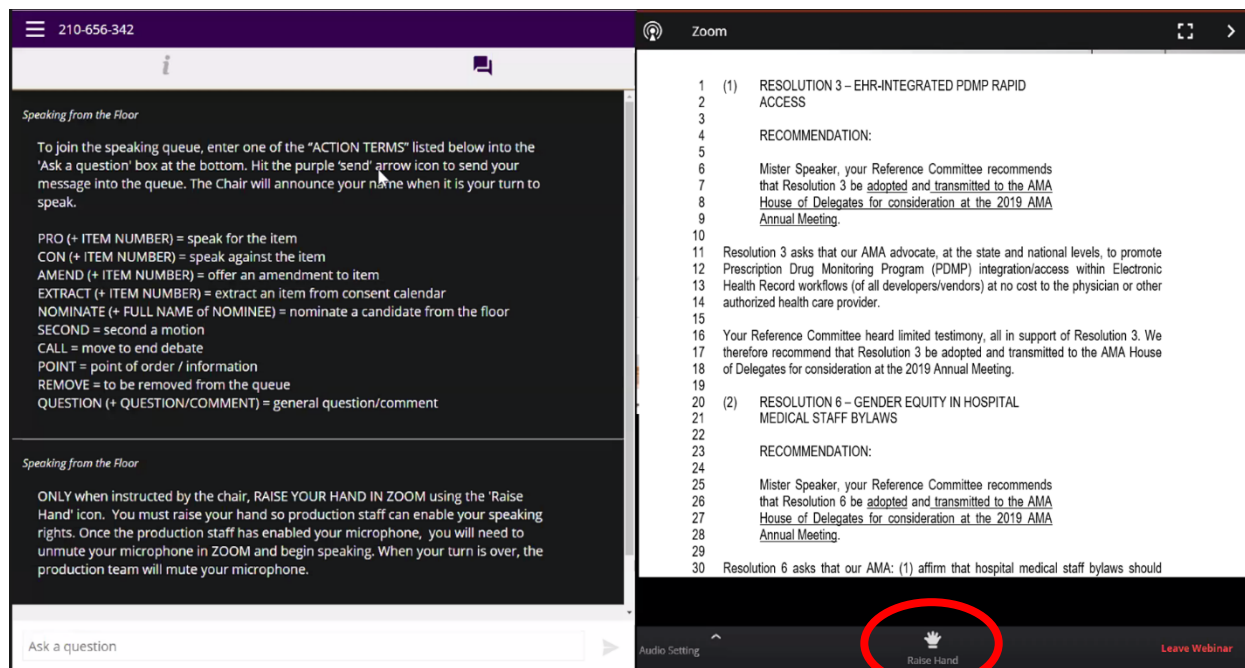 210-656-342
i
Speaking from the Floor
To join the speaking queue, enter one of the “ACTION TERMS” listed below into the
'Ask a question' box at the bottom. Hit the purple ‘send’ arrow icon to send your
message into the queue. The Chair will announce your name when it is your turn to
speak.
PRO (+ ITEM NUMBER) = speak for the item
CON (+ ITEM NUMBER) = speak against the item
AMEND (+ ITEM NUMBER) = offer an amendment to item
EXTRACT (+ ITEM NUMBER) = extract an item from consent calendar
NOMINATE (+ FULL NAME of NOMINEE) = nominate a candidate from the floor
SECOND = second a motion
CALL = move to end debate
POINT = point of order / information
REMOVE = to be removed from the queue
QUESTION (+ QUESTION/COMMENT) = general question/comment
Speaking from the Floor
ONLY when instructed by the chair, RAISE YOUR HAND IN ZOOM using the 'Raise
Hand' icon. You must raise your hand so production staff can enable your speaking
rights. Once the production staff has enabled your microphone, you will need to
unmute your microphone in ZOOM and begin speaking. When your turn is over, the
production team will mute your microphone.
Ask a question
Zoom
1 (1) RESOLUTION 3 – EHR-INTEGRATED PDMP RAPID
2 ACCESS
3
4 RECOMMENDATION:
5
6 Mister Speaker, your Reference Committee recommends
7 that Resolution 3 be adopted and transmitted to the AMA
8 House of Delegates for consideration at the 2019 AMA
9 Annual Meeting.
10
11 Resolution 3 asks that our AMA advocate, at the state and national levels, to promote
12 Prescription Drug Monitoring Program (PDMP) integration/access within Electronic
13 Health Record workflows (of all developers/vendors) at no cost to the physician or other
14 authorized health care provider.
15
16 Your Reference Committee heard limited testimony, all in support of Resolution 3. We
17 therefore recommend that Resolution 3 be adopted and transmitted to the AMA House
18 of Delegates for consideration at the 2019 Annual Meeting.
19
20 (2) RESOLUTION 6 – GENDER EQUITY IN HOSPITAL
21 MEDICAL STAFF BYLAWS
22
23 RECOMMENDATION:
24
25 Mister Speaker, your Reference Committee recommends
26 that Resolution 6 be adopted and transmitted to the AMA
27 House of Delegates for consideration at the 2019 AMA
28 Annual Meeting.
29
30 Resolution 6 asks that our AMA: (1) affirm that hospital medical staff bylaws should
Audio Setting
Raise Hand
Leave Webinar